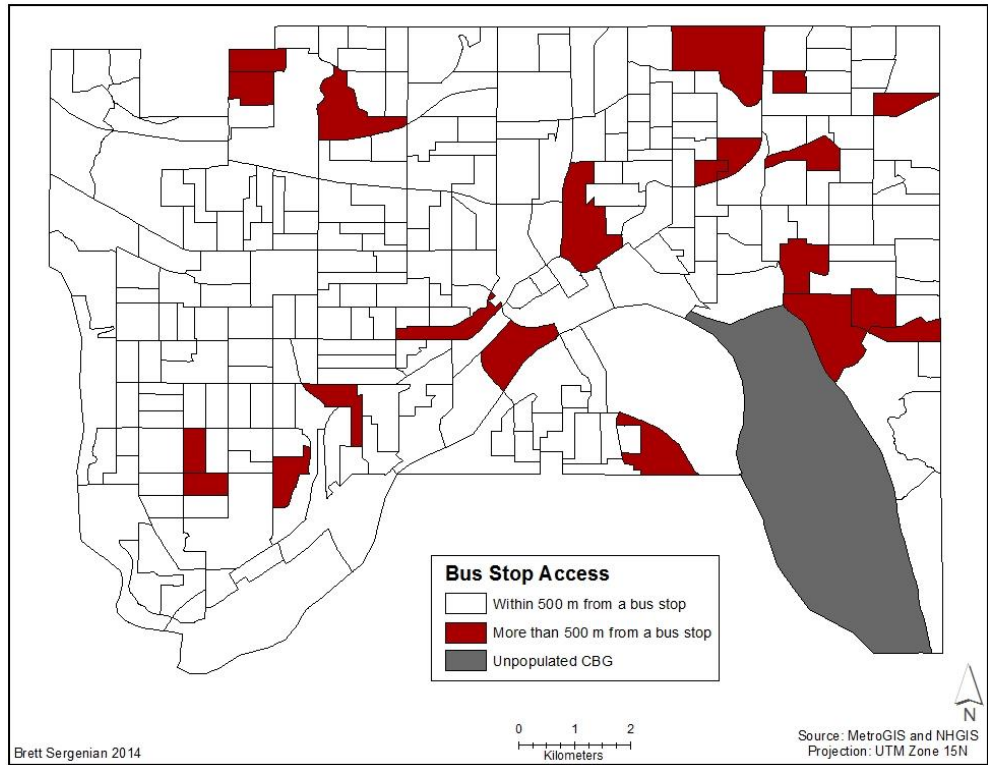 Bus Stop Access
Within 500 m from a bus stop
More than 500 m from a bus stop
Unpopulated CBG
N
0 1 2
Kilometers
Brett Sergenian 2014
Source: MetroGIS and NHGIS
Projection: UTM Zone 15N